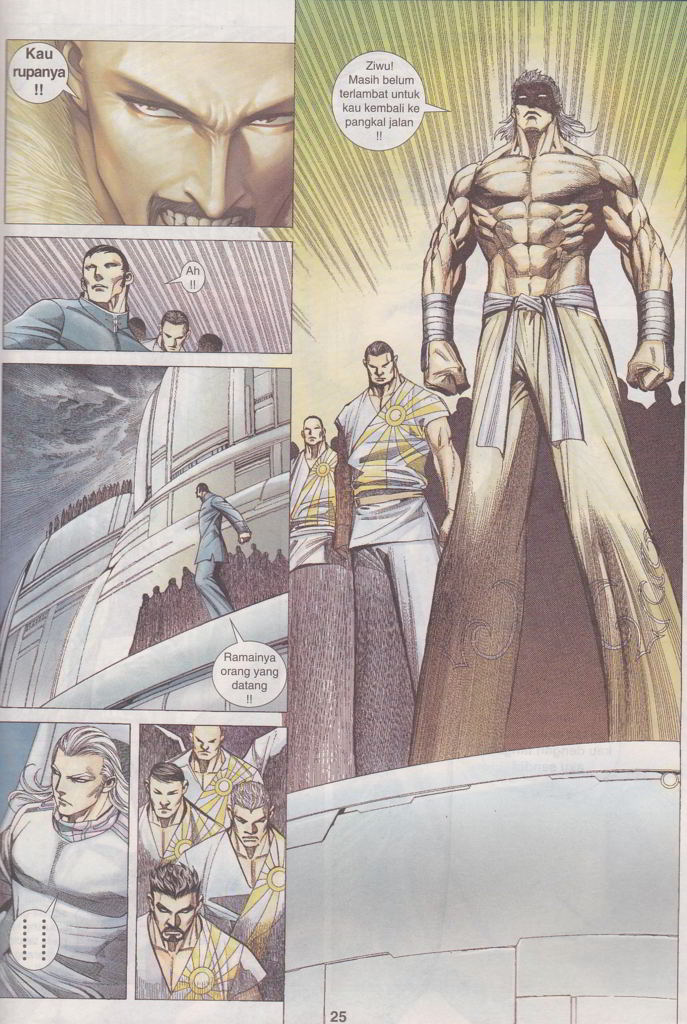 Kau
rupanya
!!
Ah
!!
Ramainya
orang yang
datang
!!
Ziwu!
Masih belum
terlambat untuk
kau kembali ke
pangkal jalan
!!
25